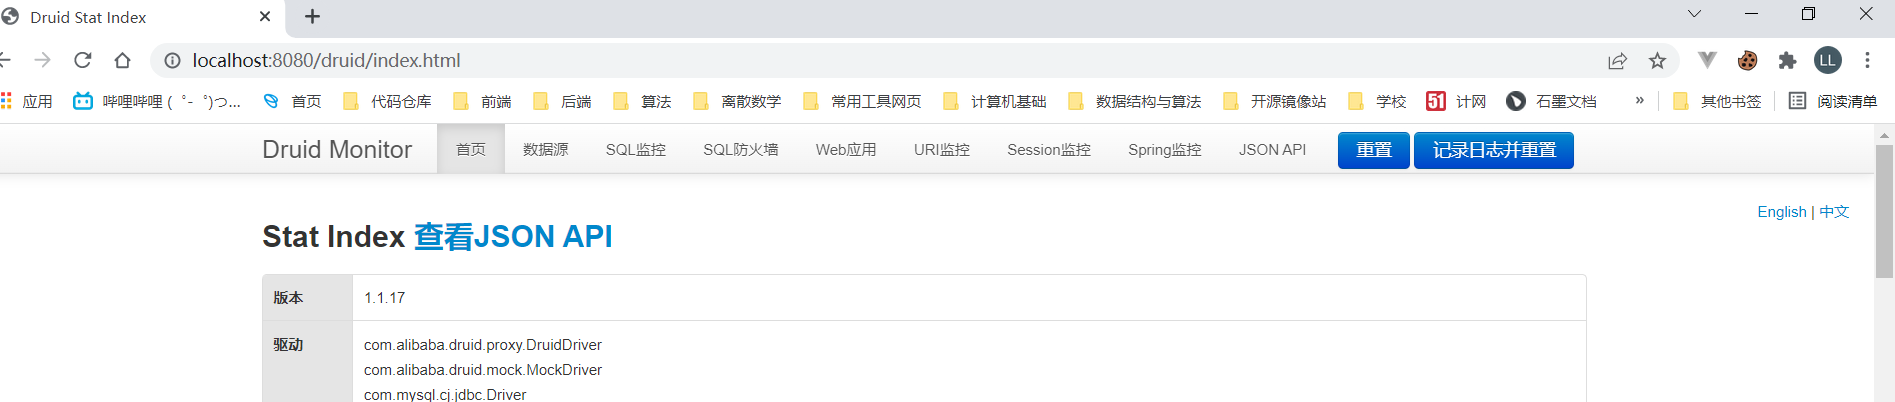 Druid Stat Index
localhost:8080/druid/index.html
LL
应用 哔哩哔哩 ( ゜- ゜)つ... 首页 代码仓库 前端 后端 算法 离散数学 常用工具网页 计算机基础 数据结构与算法 开源镜像站 学校 51 计网 石墨文档 » 其他书签 阅读清单
Druid Monitor 首页 数据源 SQL监控 SQL防火墙 Web应用 URI监控 Session监控 Spring监控 JSON API 重置 记录日志并重置
English | 中文
Stat Index 查看JSON API
版本 1.1.17
驱动 com.alibaba.druid.proxy.DruidDriver
com.alibaba.druid.mock.MockDriver
com.mysql.cj.jdbc.Driver